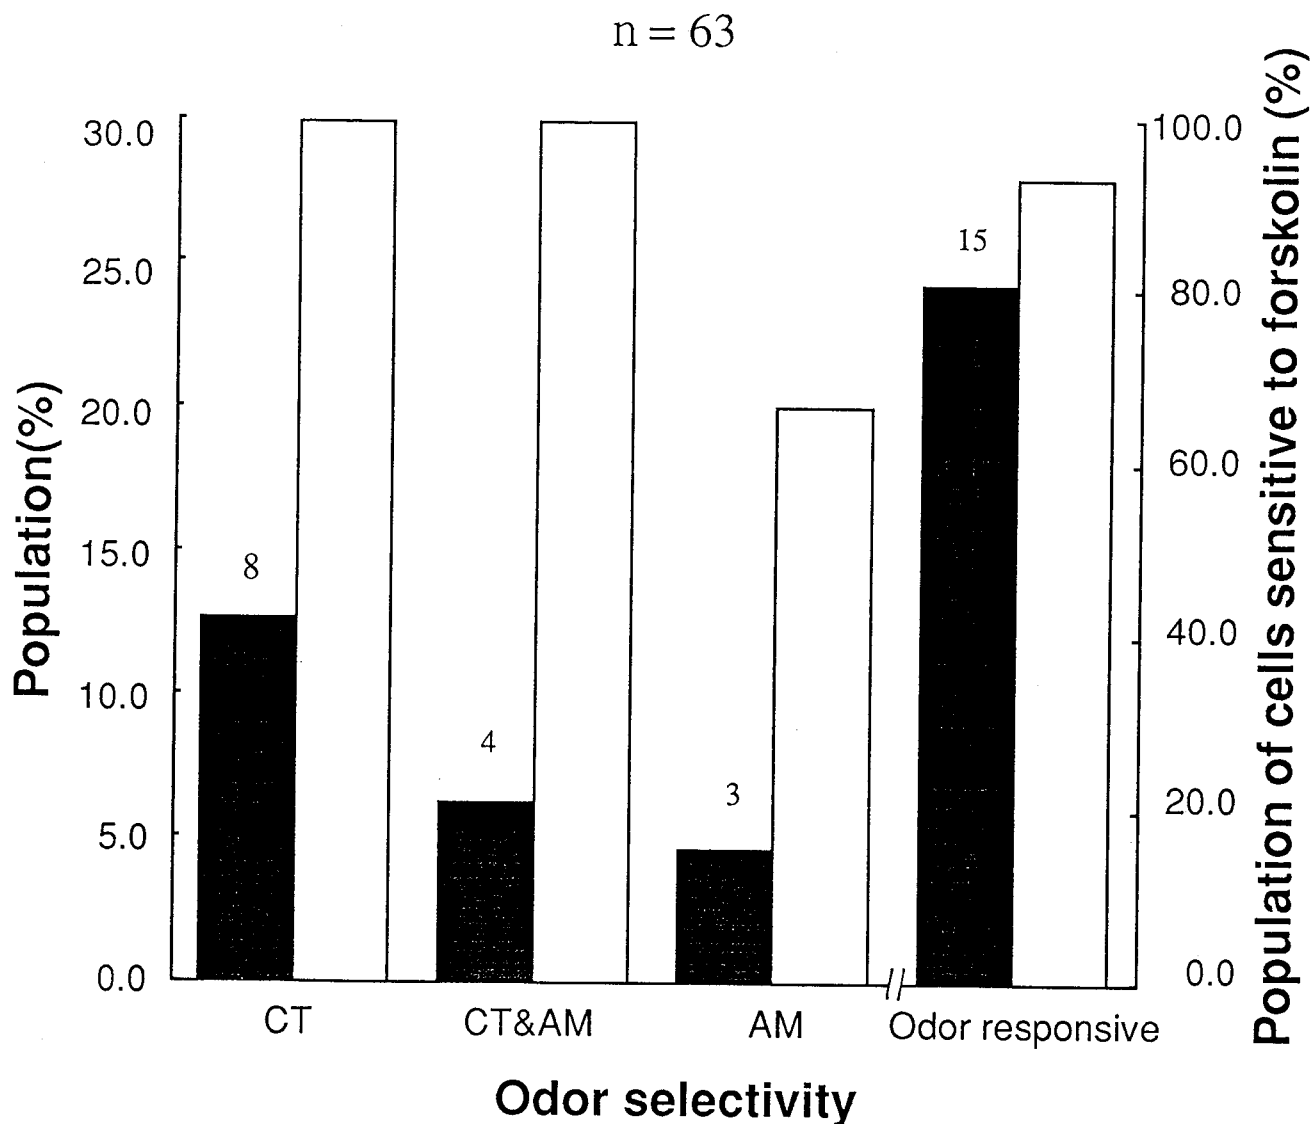 n = 63
Population(%)
30.0
25.0
20.0
15.0
10.0
5.0
0.0
8
4
3
15
100.0
80.0
60.0
40.0
20.0
0.0
Population of cells sensitive to forskolin (%)
CT
CT&AM
AM
Odor responsive
Odor selectivity